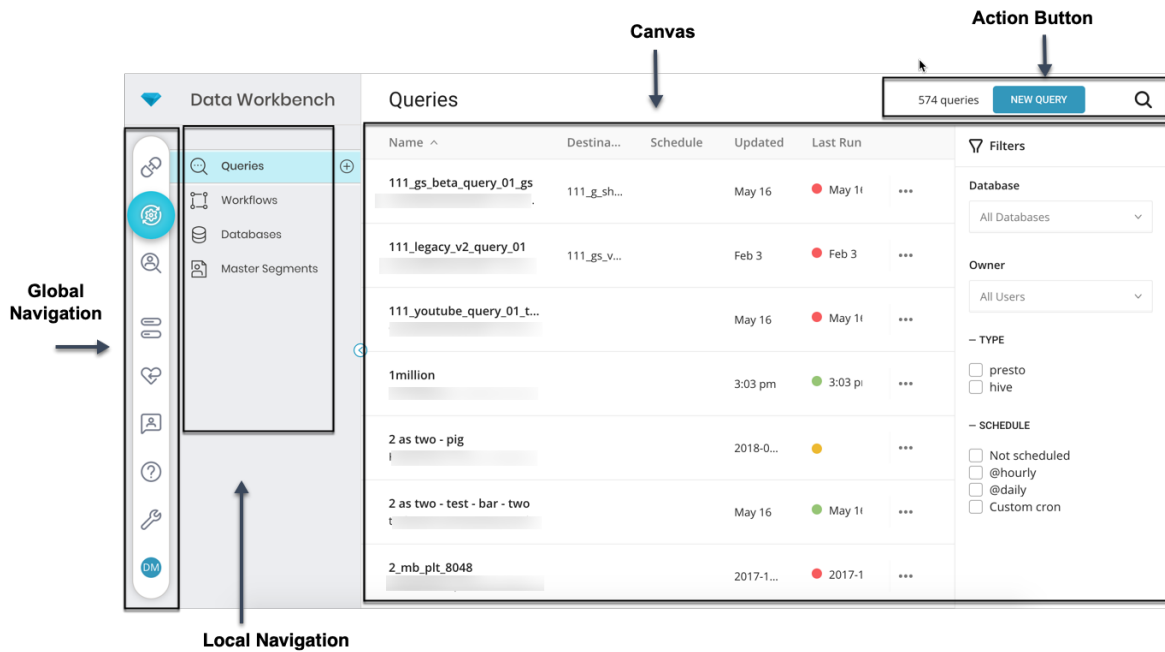 Action Button
Canvas
Data Workbench
Queries
574 queries
NEW QUERY
Name
Destina...
Schedule
Updated
Last Run
Filters
Queries
Workflows
Databases
Master Segments
111_gs_beta_query_01_gs
111_g_sh...
May 16
May 1
111_legacy_v2_query_01
111_gs_v...
Feb 3
Feb 3
111_youtube_query_01_t...
May 16
May 1
1million
3:03 pm
3:03 p
2 as two - pig
2018-0...
2 as two - test - bar - two
t
May 16
May 1
2_mb_plt_8048
2017-1...
2017-1
Database
All Databases
Owner
All Users
– TYPE
presto
hive
– SCHEDULE
Not scheduled
@hourly
@daily
Custom cron
Global
Navigation
DM
Local Navigation